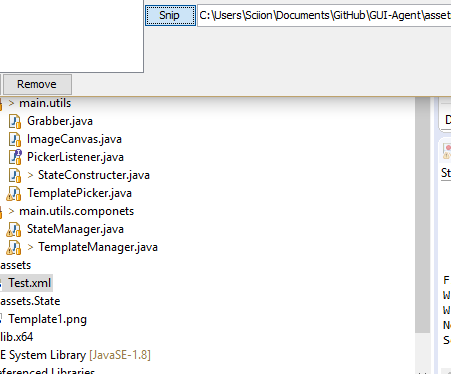 Snip C:\Users\Sciion\Documents\GitHub\GUI-Agent\asset
Remove
> main.utils
Grabber.java
ImageCanvas.java
PickerListener.java
> StateConstructer.java
TemplatePicker.java
> main.utils.componets
StateManager.java
> TemplateManager.java
assets
Test.xml
assets.State
Template1.png
lib.x64
E System Library [JavaSE-1.8]
eferenced Libraries
D
St
F
W
W
No
Se